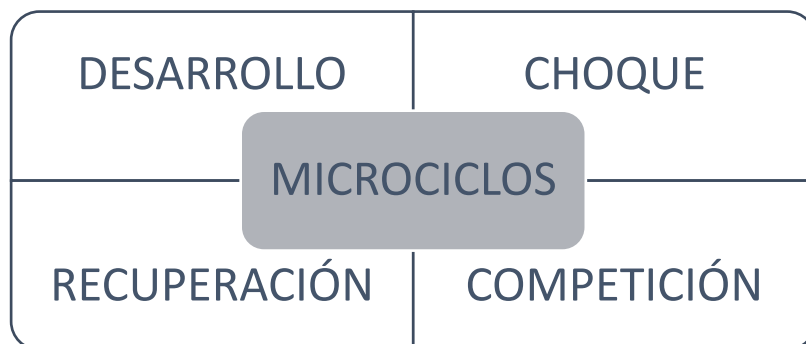 DESARROLLO
CHOQUE
MICROCICLOS
RECUPERACIÓN
COMPETICIÓN